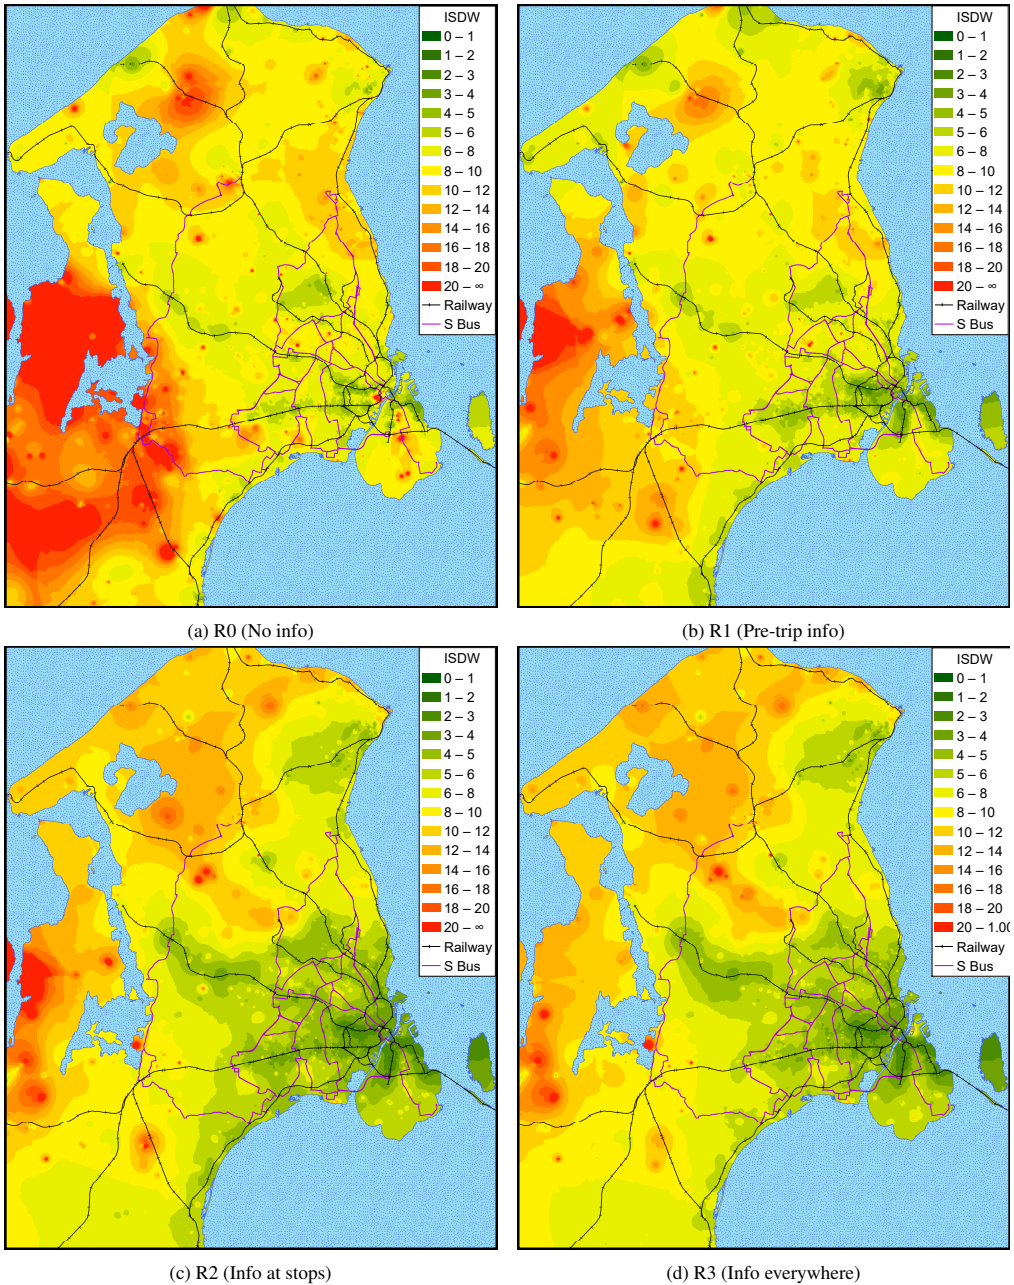 ISDW
0 – 1
1 – 2
2 – 3
3 – 4
4 – 5
5 – 6
6 – 8
8 – 10
10 – 12
12 – 14
14 – 16
16 – 18
18 – 20
20 – ∞
Railway
S Bus
(a) R0 (No info)
ISDW
0 – 1
1 – 2
2 – 3
3 – 4
4 – 5
5 – 6
6 – 8
8 – 10
10 – 12
12 – 14
14 – 16
16 – 18
18 – 20
20 – ∞
Railway
S Bus
(b) R1 (Pre-trip info)
ISDW
0 – 1
1 – 2
2 – 3
3 – 4
4 – 5
5 – 6
6 – 8
8 – 10
10 – 12
12 – 14
14 – 16
16 – 18
18 – 20
20 – ∞
Railway
S Bus
(c) R2 (Info at stops)
ISDW
0 – 1
1 – 2
2 – 3
3 – 4
4 – 5
5 – 6
6 – 8
8 – 10
10 – 12
12 – 14
14 – 16
16 – 18
18 – 20
20 – 1.00
Railway
S Bus
(d) R3 (Info everywhere)